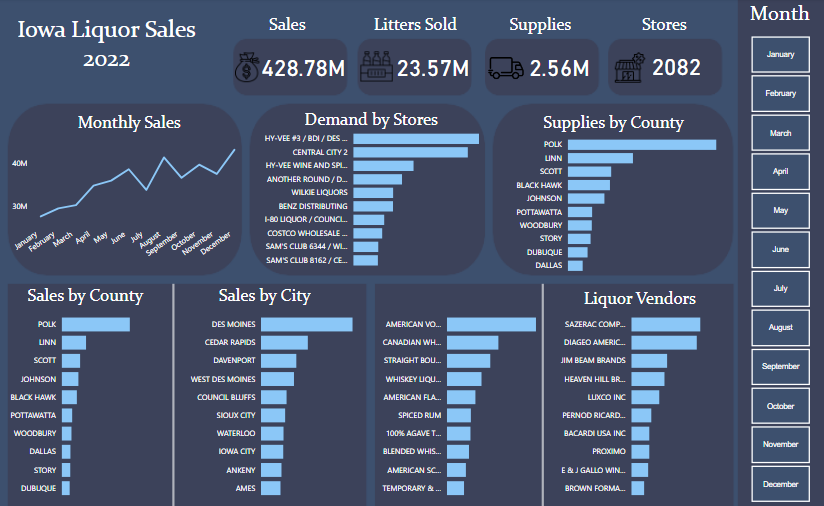 Iowa Liquor Sales
2022
Sales
428.78M
Litters Sold
23.57M
Supplies
2.56M
Stores
2082
Month
January
February
March
April
May
June
July
August
September
October
November
December
Monthly Sales
40M
30M
January
February
March
April
May
June
July
August
September
October
November
December
Demand by Stores
HY-VEE #3 / BDI / DES ...
CENTRAL CITY 2
HY-VEE WINE AND SPI...
ANOTHER ROUND / D...
WILKIE LIQUORS
BENZ DISTRIBUTING
I-80 LIQUOR / COUNCI...
COSTCO WHOLESALE ...
SAM'S CLUB 6344 / WI...
SAM'S CLUB 8162 / CE...
Supplies by County
POLK
LINN
SCOTT
BLACK HAWK
JOHNSON
POTTAWATTA
WOODBURY
STORY
DUBUQUE
DALLAS
Sales by County
POLK
LINN
SCOTT
JOHNSON
BLACK HAWK
POTTAWATTA
WOODBURY
DALLAS
STORY
DUBUQUE
Sales by City
DES MOINES
CEDAR RAPIDS
DAVENPORT
WEST DES MOINES
COUNCIL BLUFFS
SIOUX CITY
WATERLOO
IOWA CITY
ANKENY
AMES
AMERICAN VO...
CANADIAN WH...
STRAIGHT BOU...
WHISKEY LIQU...
AMERICAN FLA...
SPICED RUM
100% AGAVE T...
BLENDED WHIS...
AMERICAN SC...
TEMPORARY & ...
Liquor Vendors
SAZERAC COMP...
DIAGEO AMERIC...
JIM BEAM BRANDS
HEAVEN HILL BR...
LUXCO INC
PERNOD RICARD...
BACARDI USA INC
PROXIMO
E & J GALLO WIN...
BROWN FORMA...